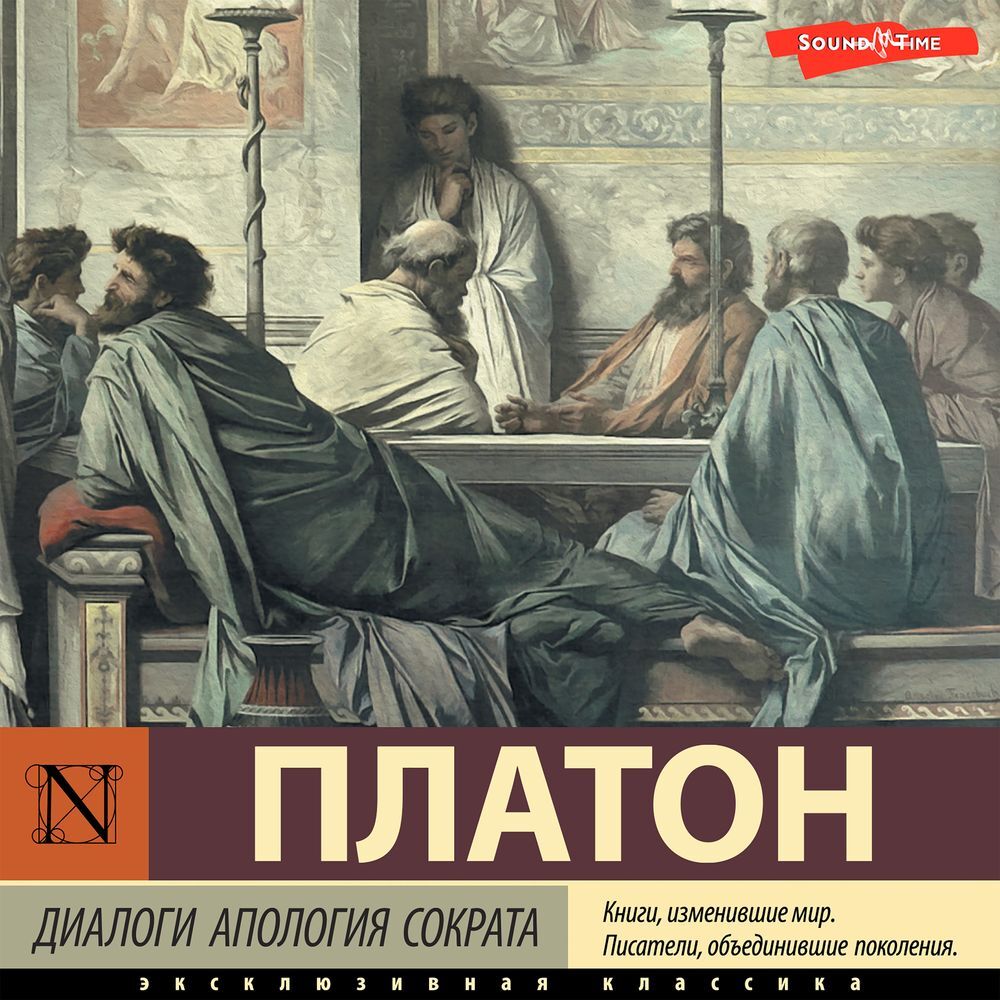 SOUND TIME
N
ПЛАТОН
ДИАЛОГИ АПОЛОГИЯ СОКРАТА
Книги, изменившие мир.
Писатели, объединившие поколения.
эксклюзивная классика